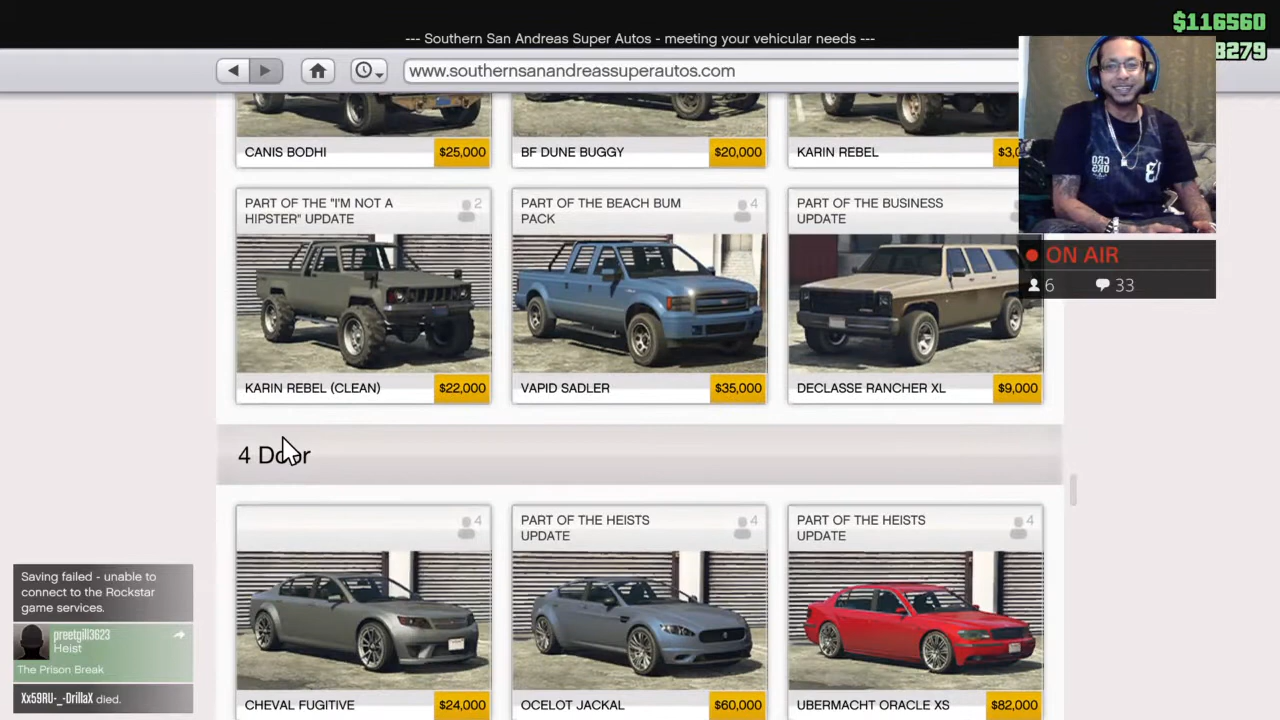 $116560
--- Southern San Andreas Super Autos - meeting your vehicular needs ---
8279
www.southernsanandreassuperautos.com
CANIS BODHI
$25,000
BF DUNE BUGGY
$20,000
KARIN REBEL
$3,0
ON AIR
6
33
PART OF THE "I'M NOT A
HIPSTER" UPDATE
2
PART OF THE BEACH BUM
PACK
4
PART OF THE BUSINESS
UPDATE
KARIN REBEL (CLEAN)
$22,000
VAPID SADLER
$35,000
DECLASSE RANCHER XL
$9,000
4 Door
4
PART OF THE HEISTS
UPDATE
4
PART OF THE HEISTS
UPDATE
4
CHEVAL FUGITIVE
$24,000
OCELOT JACKAL
$60,000
UBERMACHT ORACLE XS
$82,000
Saving failed - unable to
connect to the Rockstar
game services.
preetgill3623
Heist
The Prison Break
Xx59RU-_-DrillaX died.